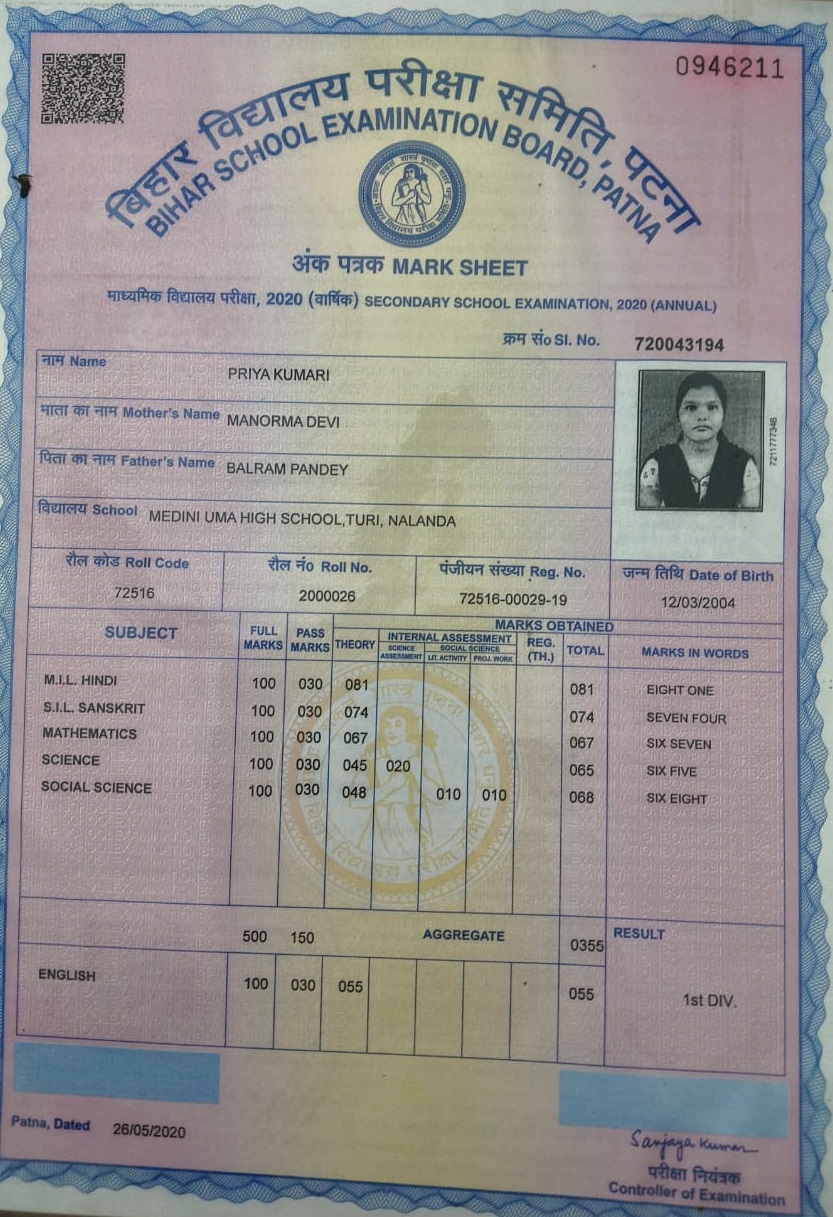 0946211
बिहार विद्यालय परीक्षा समिति, पटना
BIHAR SCHOOL EXAMINATION BOARD, PATNA
अंक पत्रक MARK SHEET
माध्यमिक विद्यालय परीक्षा, 2020 (वार्षिक) SECONDARY SCHOOL EXAMINATION, 2020 (ANNUAL)
क्रम सं० Sl. No. 720043194
नाम Name PRIYA KUMARI
माता का नाम Mother's Name MANORMA DEVI
पिता का नाम Father's Name BALRAM PANDEY
विद्यालय School MEDINI UMA HIGH SCHOOL,TURI, NALANDA
7211777346
रौल कोड Roll Code रौल नं० Roll No. पंजीयन संख्या Reg. No. जन्म तिथि Date of Birth
72516 2000026 72516-00029-19 12/03/2004
SUBJECT FULL MARKS PASS MARKS MARKS OBTAINED
THEORY INTERNAL ASSESSMENT REG. (TH.) TOTAL MARKS IN WORDS
SCIENCE ASSESSMENT SOCIAL SCIENCE
LIT. ACTIVITY PROJ. WORK
M.I.L. HINDI 100 030 081 081 EIGHT ONE
S.I.L. SANSKRIT 100 030 074 074 SEVEN FOUR
MATHEMATICS 100 030 067 067 SIX SEVEN
SCIENCE 100 030 045 020 065 SIX FIVE
SOCIAL SCIENCE 100 030 048 010 010 068 SIX EIGHT
500 150 AGGREGATE 0355 RESULT
ENGLISH 100 030 055 055 1st DIV.
Patna, Dated 26/05/2020
Sanjaya Kumar
परीक्षा नियंत्रक
Controller of Examination